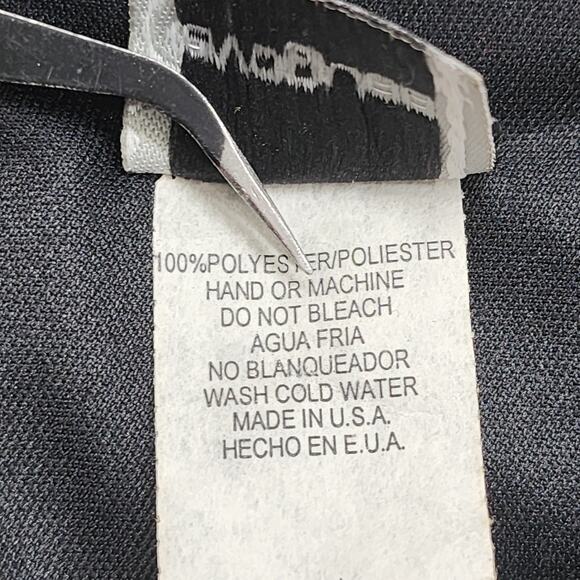 100%POLYESTER/POLIESTER
HAND OR MACHINE
DO NOT BLEACH
AGUA FRIA
NO BLANQUEADOR
WASH COLD WATER
MADE IN U.S.A.
HECHO EN E.U.A.